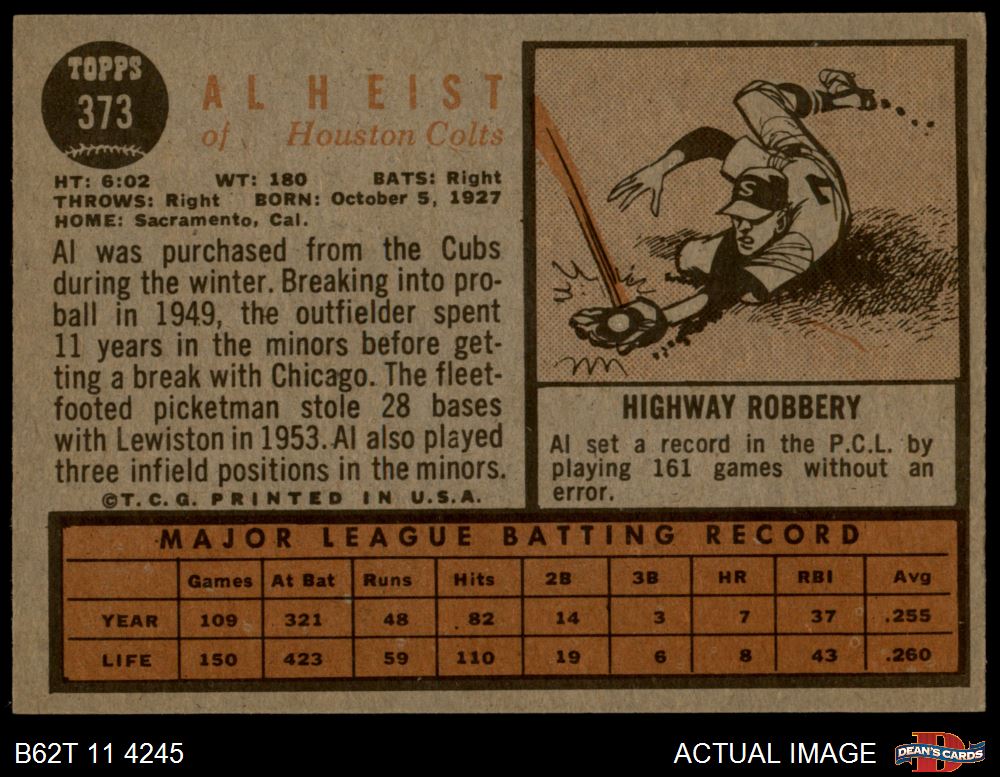 TOPPS
373
AL HEIST
of Houston Colts
HT: 6:02 WT: 180 BATS: Right
THROWS: Right BORN: October 5, 1927
HOME: Sacramento, Cal.
Al was purchased from the Cubs
during the winter. Breaking into pro-
ball in 1949, the outfielder spent
11 years in the minors before get-
ting a break with Chicago. The fleet-
footed picketman stole 28 bases
with Lewiston in 1953. Al also played
three infield positions in the minors.
©T.C.G. PRINTED IN U.S.A.
S
HIGHWAY ROBBERY
Al set a record in the P.C.L. by
playing 161 games without an
error.
MAJOR LEAGUE BATTING RECORD
Games At Bat Runs Hits 2B 3B HR RBI Avg
YEAR 109 321 48 82 14 3 7 37 .255
LIFE 150 423 59 110 19 6 8 43 .260
B62T 11 4245
ACTUAL IMAGE
D
DEAN'S CARDS